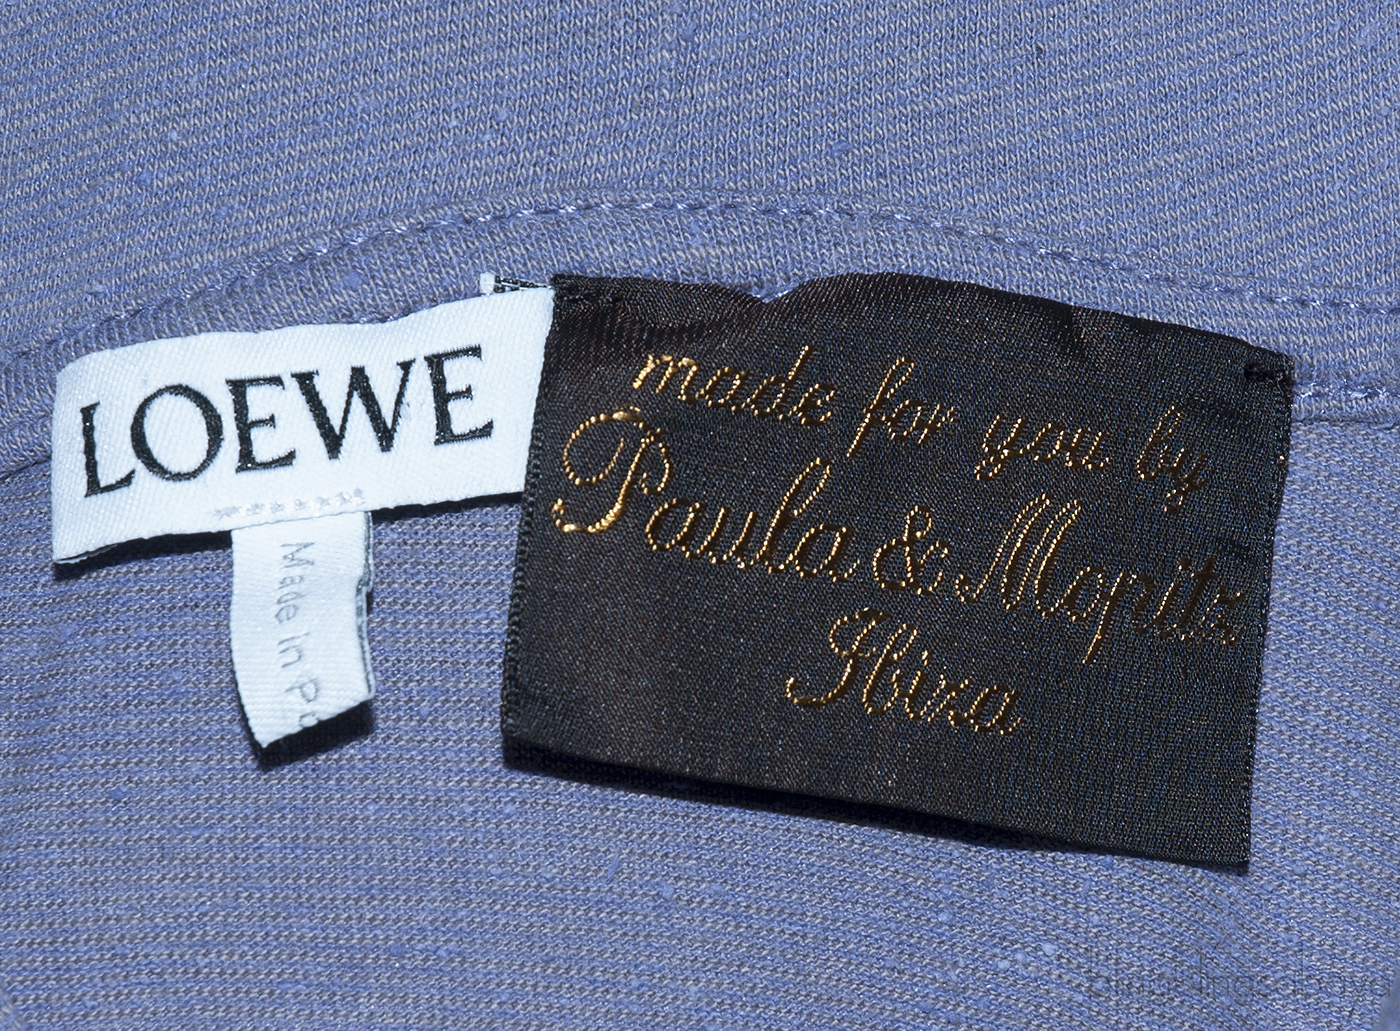 LOEWE
Made In
made for you by
Paula & Moritz
Ibiza